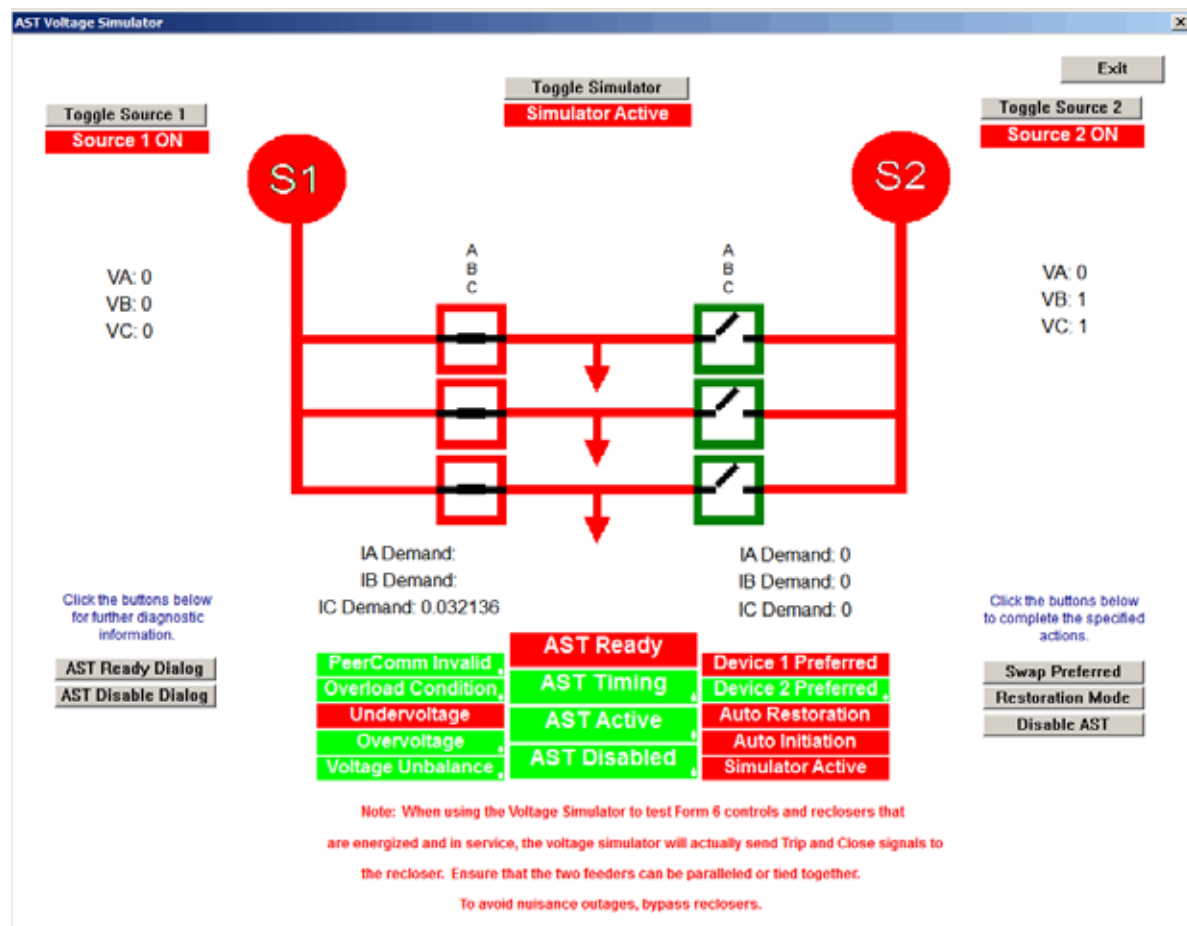 AST Voltage Simulator
Exit
Toggle Simulator
Simulator Active
Toggle Source 1
Source 1 ON
Toggle Source 2
Source 2 ON
S1
S2
A
B
C
A
B
C
VA: 0
VB: 0
VC: 0
VA: 0
VB: 1
VC: 1
IA Demand:
IB Demand:
IC Demand: 0.032136
IA Demand: 0
IB Demand: 0
IC Demand: 0
Click the buttons below
for further diagnostic
information.
AST Ready Dialog
AST Disable Dialog
PeerComm Invalid
Overload Condition
Undervoltage
Overvoltage
Voltage Unbalance
AST Ready
AST Timing
AST Active
AST Disabled
Device 1 Preferred
Device 2 Preferred
Auto Restoration
Auto Initiation
Simulator Active
Click the buttons below
to complete the specified
actions.
Swap Preferred
Restoration Mode
Disable AST
Note: When using the Voltage Simulator to test Form 6 controls and reclosers that
are energized and in service, the voltage simulator will actually send Trip and Close signals to
the recloser. Ensure that the two feeders can be paralleled or tied together.
To avoid nuisance outages, bypass reclosers.